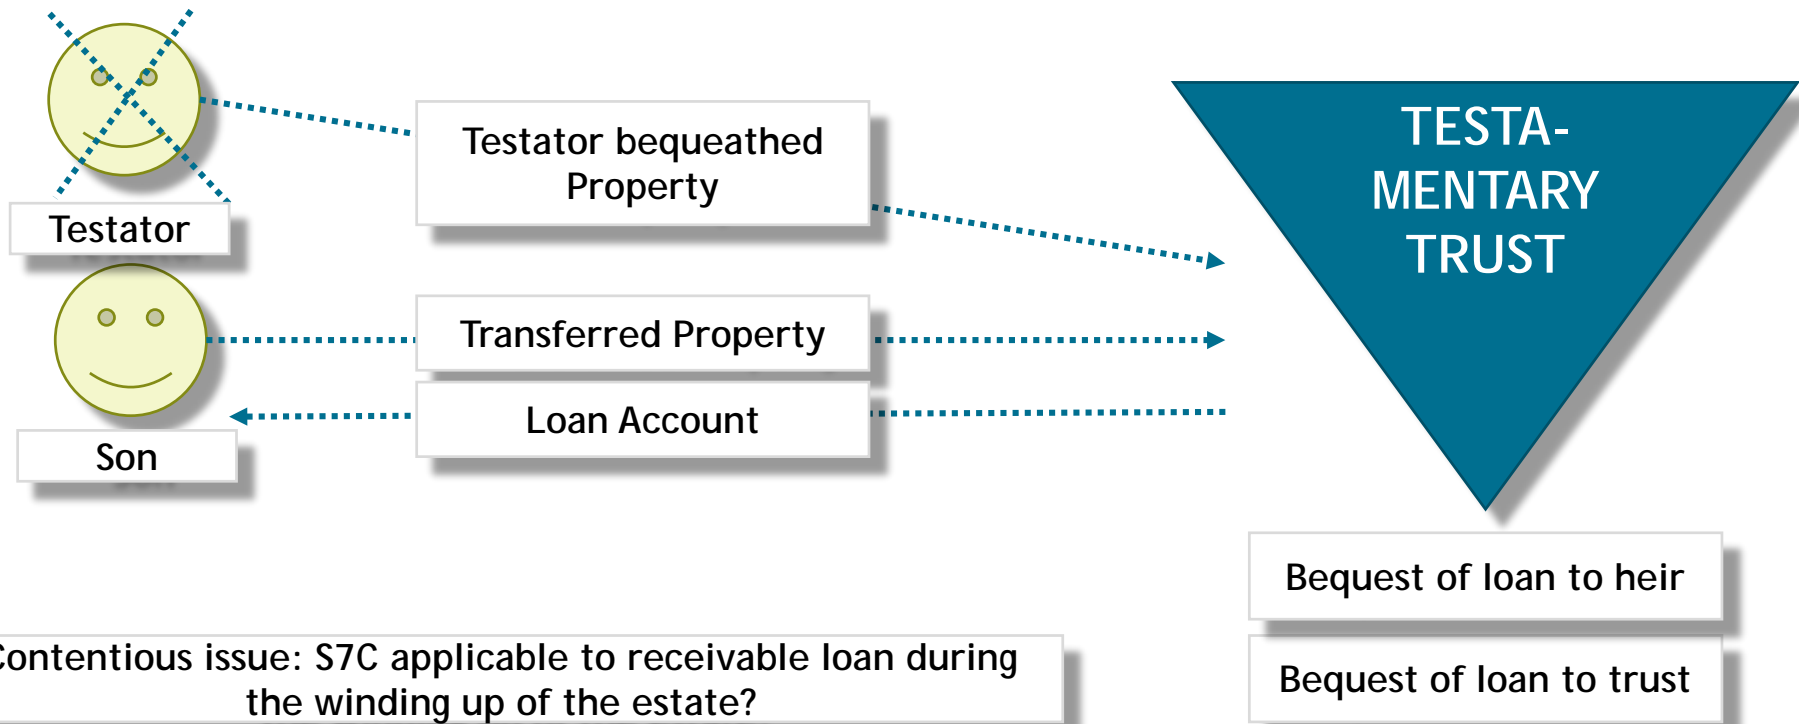 Testator bequeathed
Property
TESTA-
MENTARY
TRUST
Testator
Transferred Property
Loan Account
Son
Bequest of loan to heir
Contentious issue: S7C applicable to receivable loan during
the winding up of the estate?
Bequest of loan to trust